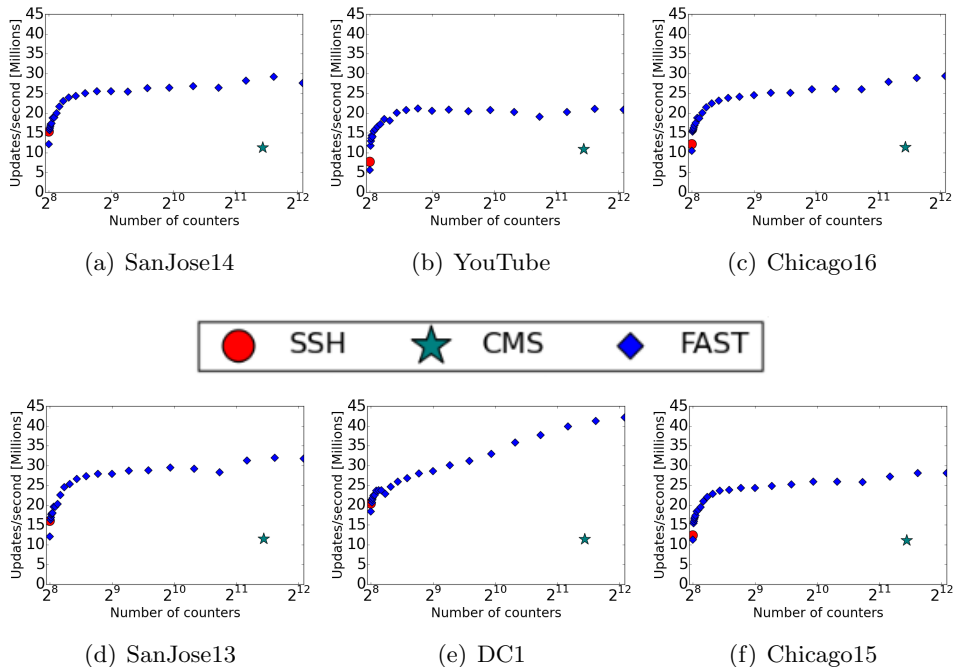 45
40
35
30
25
20
15
10
5
0
Updates/second [Millions]
2^8 2^9 2^10 2^11 2^12
Number of counters
(a) SanJose14
45
40
35
30
25
20
15
10
5
0
Updates/second [Millions]
2^8 2^9 2^10 2^11 2^12
Number of counters
(b) YouTube
45
40
35
30
25
20
15
10
5
0
Updates/second [Millions]
2^8 2^9 2^10 2^11 2^12
Number of counters
(c) Chicago16
SSH CMS FAST
45
40
35
30
25
20
15
10
5
0
Updates/second [Millions]
2^8 2^9 2^10 2^11 2^12
Number of counters
(d) SanJose13
45
40
35
30
25
20
15
10
5
0
Updates/second [Millions]
2^8 2^9 2^10 2^11 2^12
Number of counters
(e) DC1
45
40
35
30
25
20
15
10
5
0
Updates/second [Millions]
2^8 2^9 2^10 2^11 2^12
Number of counters
(f) Chicago15